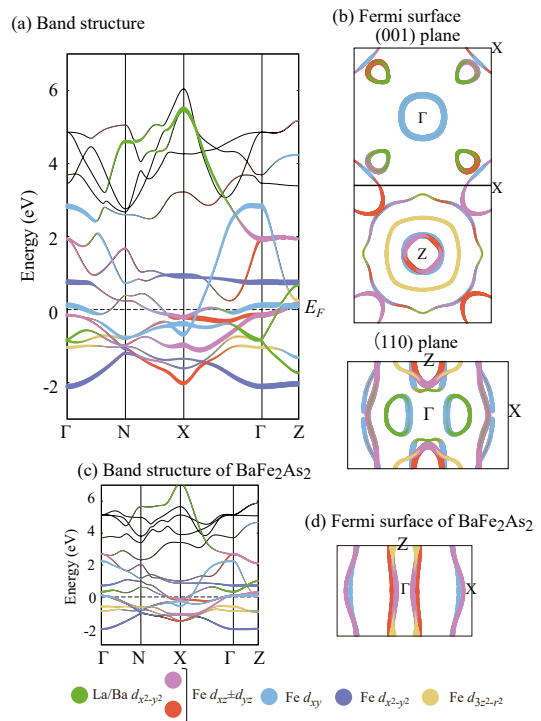 (a) Band structure
6
4
2
0
-2
Energy (eV)
E_F
Γ N X Γ Z
(b) Fermi surface
(001) plane
X
Γ
X
Z
(110) plane
Z
Γ
X
(c) Band structure of BaFe₂As₂
6
4
2
0
-2
Energy (eV)
Γ N X Γ Z
(d) Fermi surface of BaFe₂As₂
Z
Γ
X
La/Ba d_{x²-y²} Fe d_{xz}±d_{yz} Fe d_{xy} Fe d_{x²-y²} Fe d_{3z²-r²}